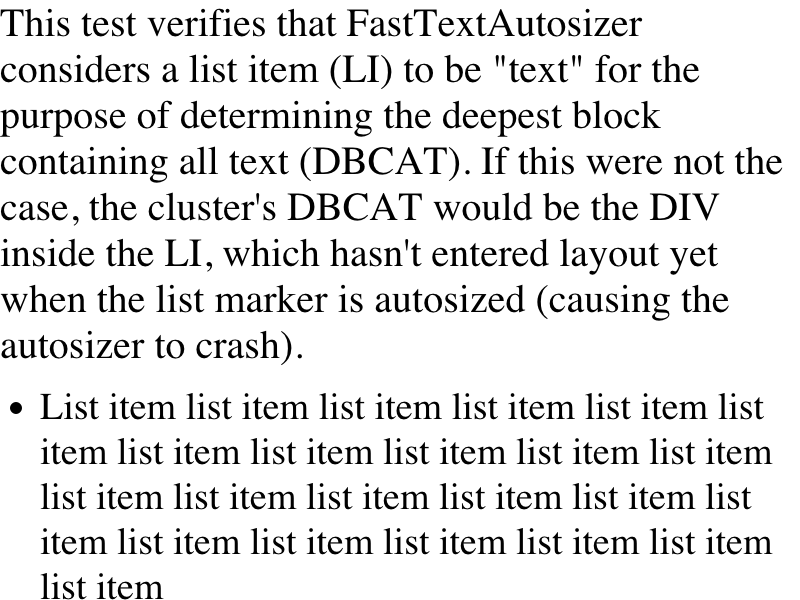 This test verifies that FastTextAutosizer
considers a list item (LI) to be "text" for the
purpose of determining the deepest block
containing all text (DBCAT). If this were not the
case, the cluster's DBCAT would be the DIV
inside the LI, which hasn't entered layout yet
when the list marker is autosized (causing the
autosizer to crash).
• List item list item list item list item list item list
item list item list item list item list item list item
list item list item list item list item list item list
item list item list item list item list item list item
list item